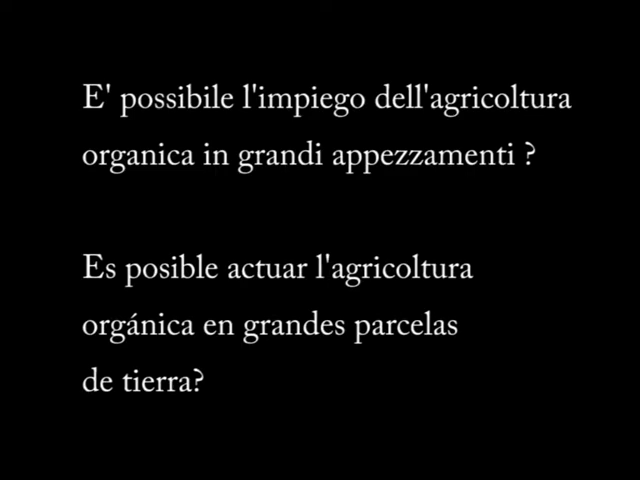 E' possibile l'impiego dell'agricoltura
organica in grandi appezzamenti ?
Es posible actuar l'agricoltura
orgánica en grandes parcelas
de tierra?